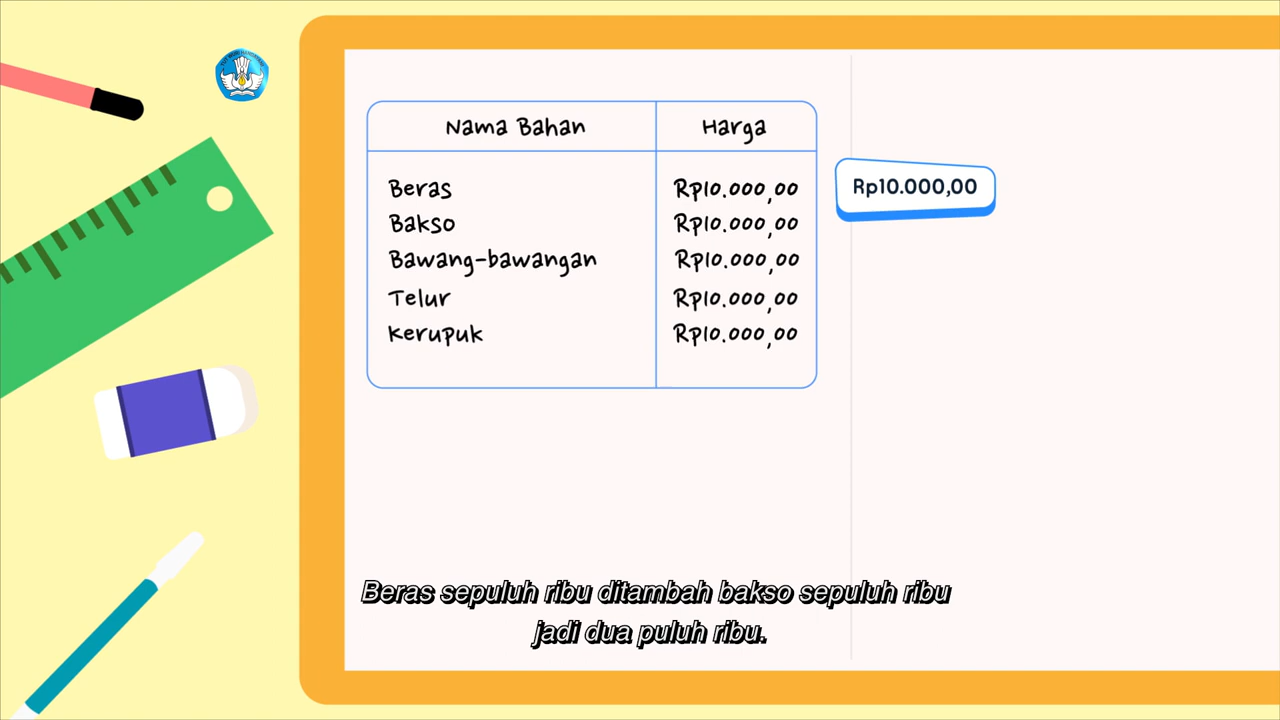 Nama Bahan Harga
Beras Rp10.000,00
Rp10.000,00
Bakso Rp10.000,00
Bawang-bawangan Rp10.000,00
Telur Rp10.000,00
Kerupuk Rp10.000,00
Beras sepuluh ribu ditambah bakso sepuluh ribu
jadi dua puluh ribu.